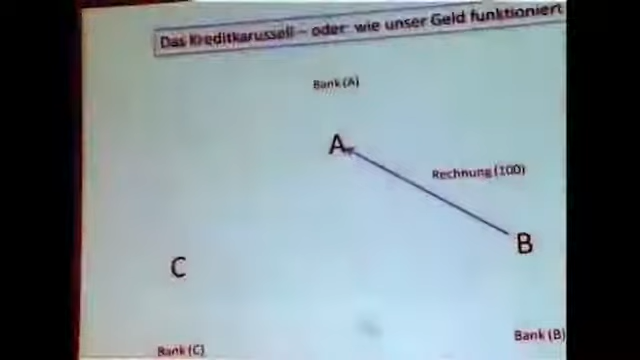 Das Kreditkarussell – oder wie unser Geld funktioniert
Bank (A)
A
Rechnung (100)
B
C
Bank (B)
Bank (C)